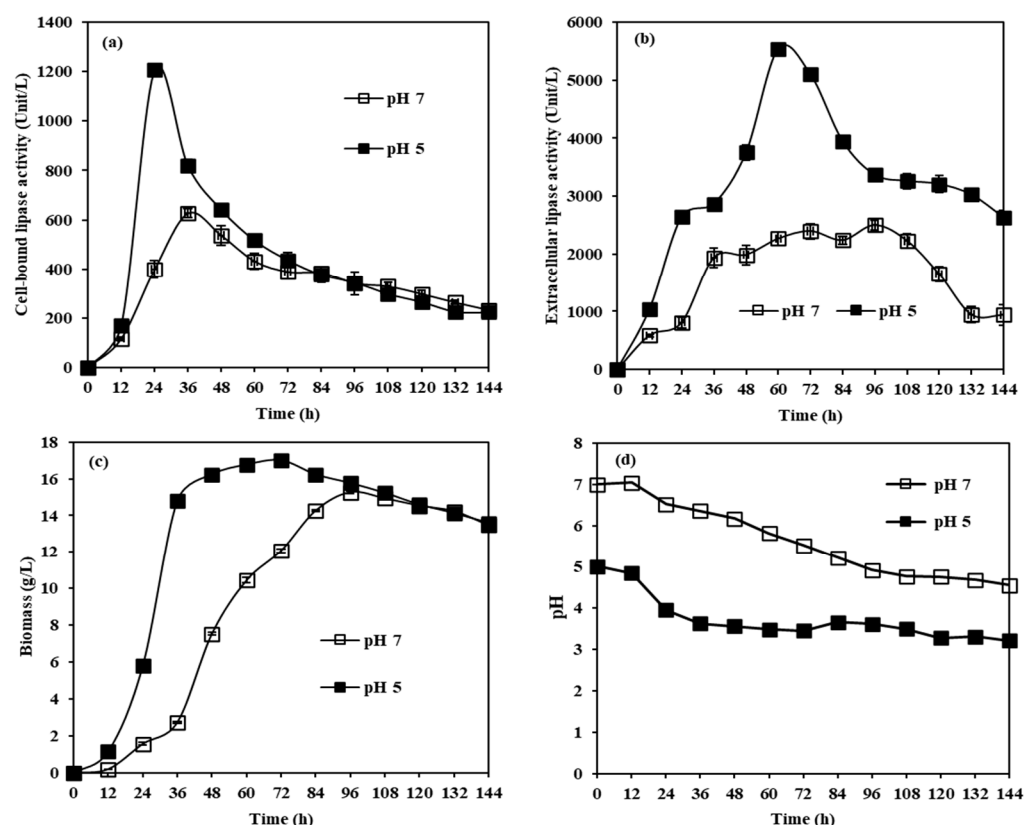 (a)
Cell-bound lipase activity (Unit/L)
1400
1200
1000
800
600
400
200
0
pH 7
pH 5
0 12 24 36 48 60 72 84 96 108 120 132 144
Time (h)
(b)
Extracellular lipase activity (Unit/L)
6000
5000
4000
3000
2000
1000
0
pH 7 pH 5
0 12 24 36 48 60 72 84 96 108 120 132 144
Time (h)
(c)
Biomass (g/L)
18
16
14
12
10
8
6
4
2
0
pH 7
pH 5
0 12 24 36 48 60 72 84 96 108 120 132 144
Time (h)
(d)
pH
8
7
6
5
4
3
2
1
0
pH 7
pH 5
0 12 24 36 48 60 72 84 96 108 120 132 144
Time (h)